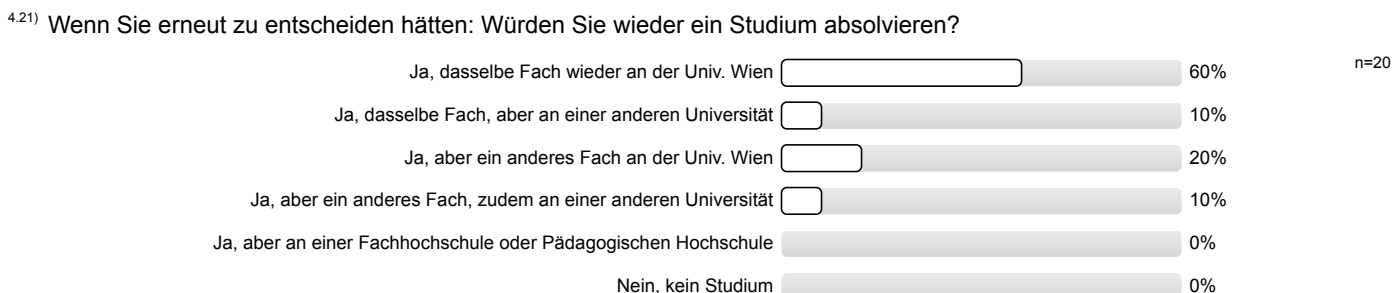 4.21) Wenn Sie erneut zu entscheiden hätten: Würden Sie wieder ein Studium absolvieren?
Ja, dasselbe Fach wieder an der Univ. Wien 60% n=20
Ja, dasselbe Fach, aber an einer anderen Universität 10%
Ja, aber ein anderes Fach an der Univ. Wien 20%
Ja, aber ein anderes Fach, zudem an einer anderen Universität 10%
Ja, aber an einer Fachhochschule oder Pädagogischen Hochschule 0%
Nein, kein Studium 0%